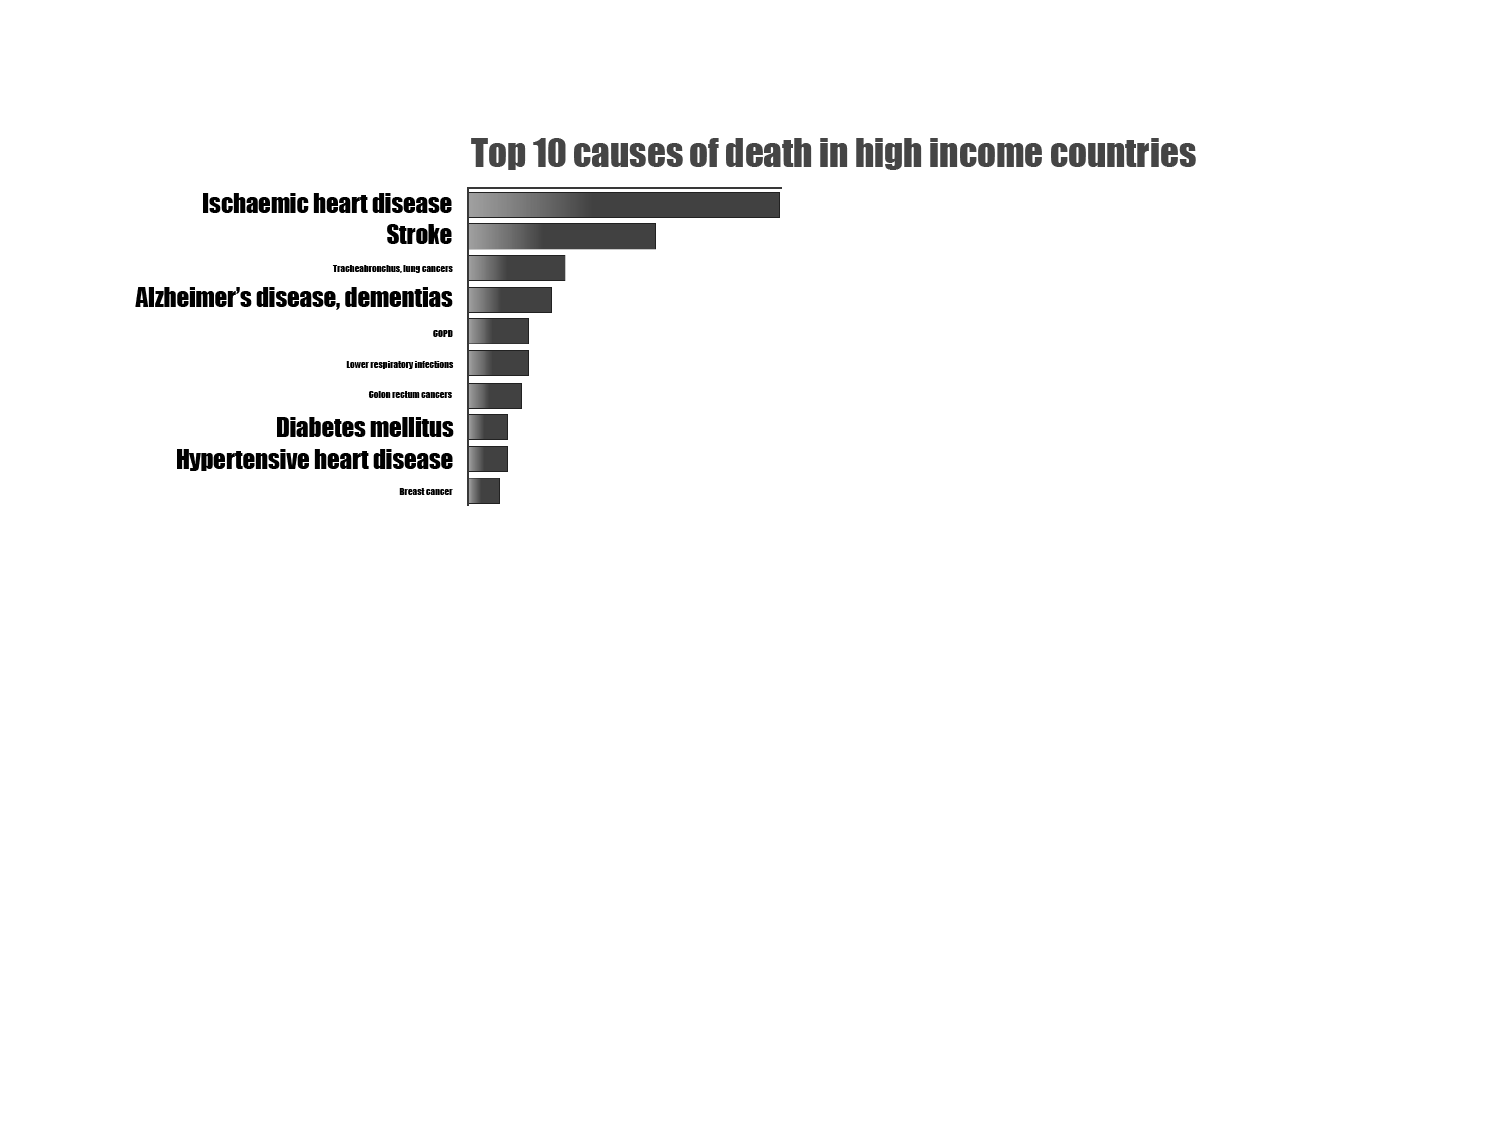 Top 10 causes of death in high income countries
Ischaemic heart disease
Stroke
Tracheabronchus, lung cancers
Alzheimer’s disease, dementias
COPD
Lower respiratory infections
Colon rectum cancers
Diabetes mellitus
Hypertensive heart disease
Breast cancer